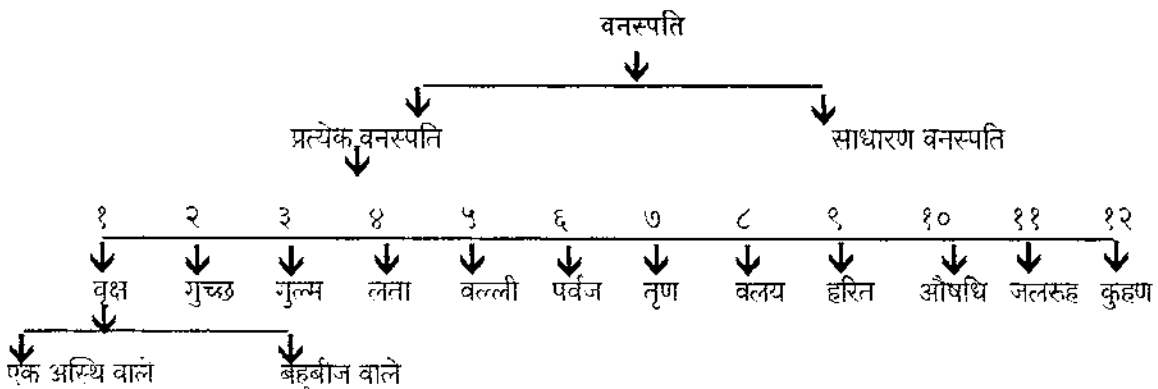 वनस्पति
प्रत्येक वनस्पति साधारण वनस्पति
१ २ ३ ४ ५ ६ ७ ८ ९ १० ११ १२
वृक्ष गुच्छ गुल्म लता वल्ली पर्वज तृण वलय हरित औषधि जलरुह कुहण
एक अस्थि वाले बहुबीज वाले